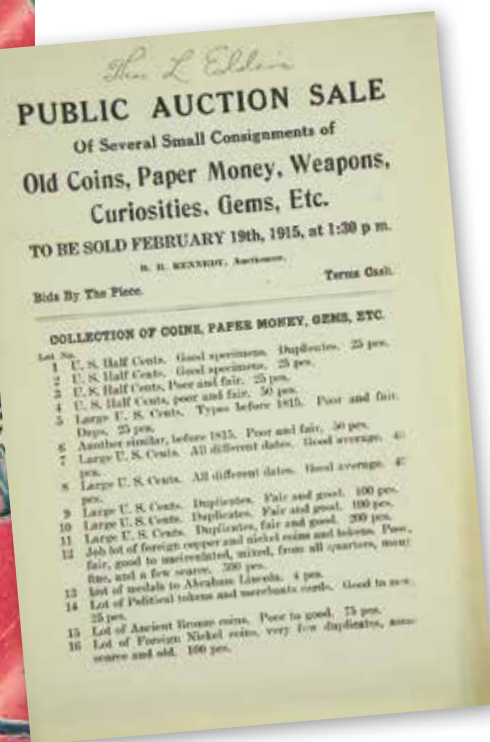 Thos L Elder
PUBLIC AUCTION SALE
Of Several Small Consignments of
Old Coins, Paper Money, Weapons,
Curiosities, Gems, Etc.
TO BE SOLD FEBRUARY 19th, 1915, at 1:30 p m.
KENNEDY, Auctioneer.
Bids By The Piece. Terms Cash.
COLLECTION OF COINS, PAPER MONEY, GEMS, ETC.
Lot No.
1 U. S. Half Cents. Good specimens. Duplicates. 25 pcs.
2 U. S. Half Cents. Good specimens. 25 pcs.
3 U. S. Half Cents, Poor and fair. 25 pcs.
4 U. S. Half Cents, poor and fair. 50 pcs.
5 Large U. S. Cents. Types before 1815. Poor and fair.
Dups. 25 pcs.
6 Another similar, before 1815. Poor and fair. 50 pcs.
7 Large U. S. Cents. All different dates. Good average.
pcs.
8 Large U. S. Cents. All different dates. Good average.
pcs.
9 Large U. S. Cents. Duplicates. Fair and good. 100 pcs.
10 Large U. S. Cents. Duplicates. Fair and good. 100 pcs.
11 Large U. S. Cents. Duplicates, fair and good. 200 pcs.
12 Job lot of foreign copper and nickel coins and tokens. Poor,
fair, good to uncirculated, mixed, from all quarters, many
fine, and a few scarce. 500 pcs.
13 Lot of medals to Abraham Lincoln. 4 pcs.
14 Lot of Political tokens and merchants cards. Good to
25 pcs.
15 Lot of Ancient Bronze coins. Poor to good. 75 pcs.
16 Lot of Foreign Nickel coins, very few duplicates, some
scarce and old. 100 pcs.